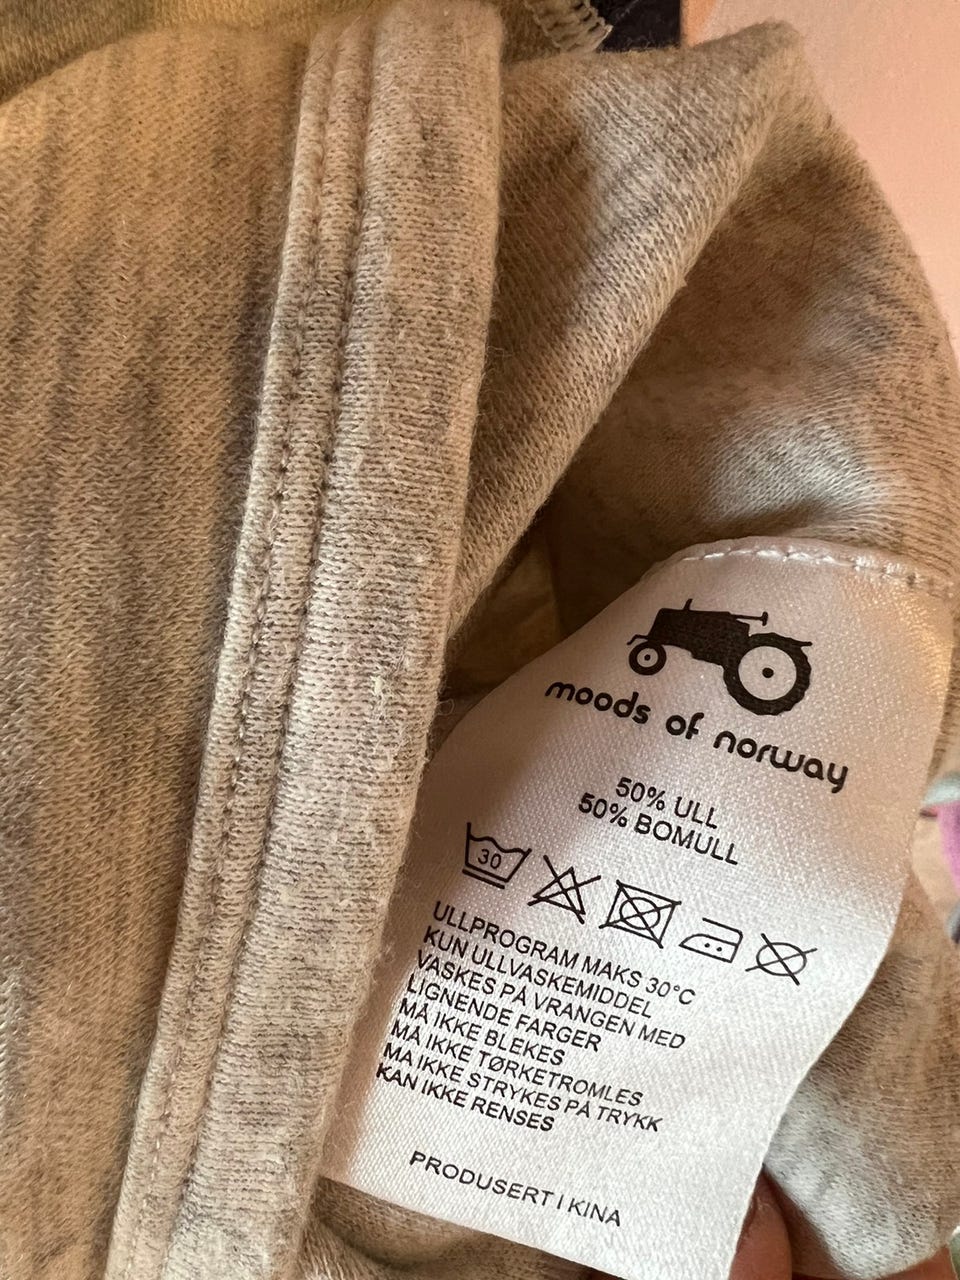 moods of norway
50% ULL
50% BOMULL
30
ULLPROGRAM MAKS 30°C
KUN ULLVASKEMIDDEL
VASKES PÅ VRANGEN MED
LIGNENDE FARGER
MÅ IKKE BLEKES
MÅ IKKE TØRKETROMLES
MÅ IKKE STRYKES PÅ TRYKK
KAN IKKE RENSES
PRODUSERT I KINA